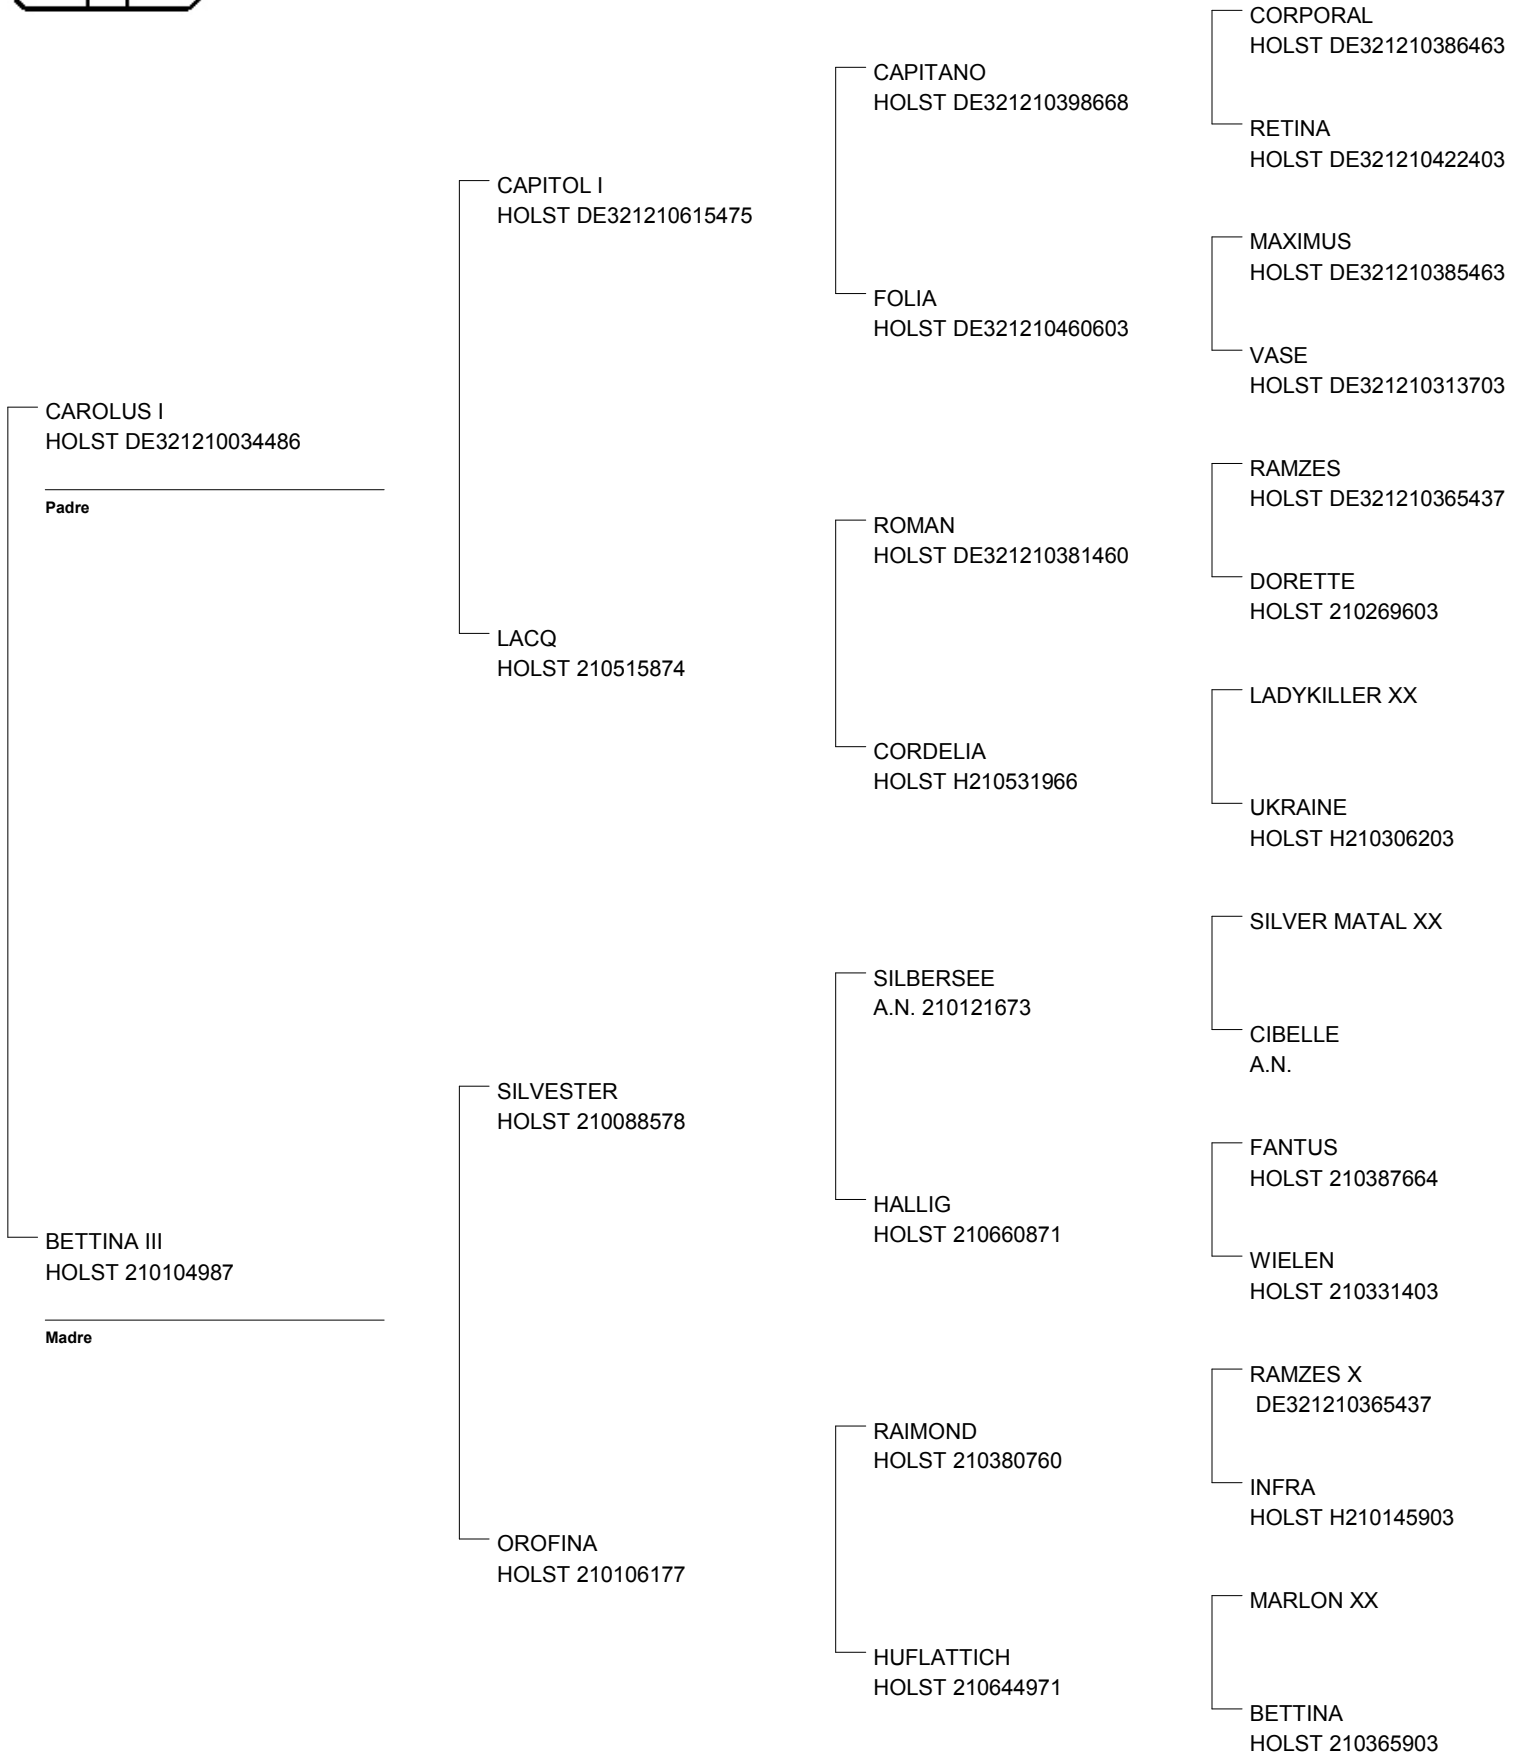 CORPORAL
HOLST DE321210386463
CAPITANO
HOLST DE321210398668
RETINA
HOLST DE321210422403
CAPITOL I
HOLST DE321210615475
MAXIMUS
HOLST DE321210385463
FOLIA
HOLST DE321210460603
VASE
HOLST DE321210313703
CAROLUS I
HOLST DE321210034486
Padre
RAMZES
HOLST DE321210365437
ROMAN
HOLST DE321210381460
DORETTE
HOLST 210269603
LACQ
HOLST 210515874
LADYKILLER XX
CORDELIA
HOLST H210531966
UKRAINE
HOLST H210306203
SILVER MATAL XX
SILBERSEE
A.N. 210121673
CIBELLE
A.N.
SILVESTER
HOLST 210088578
FANTUS
HOLST 210387664
HALLIG
HOLST 210660871
WIELEN
HOLST 210331403
BETTINA III
HOLST 210104987
Madre
RAMZES X
DE321210365437
RAIMOND
HOLST 210380760
INFRA
HOLST H210145903
OROFINA
HOLST 210106177
MARLON XX
HUFLATTICH
HOLST 210644971
BETTINA
HOLST 210365903